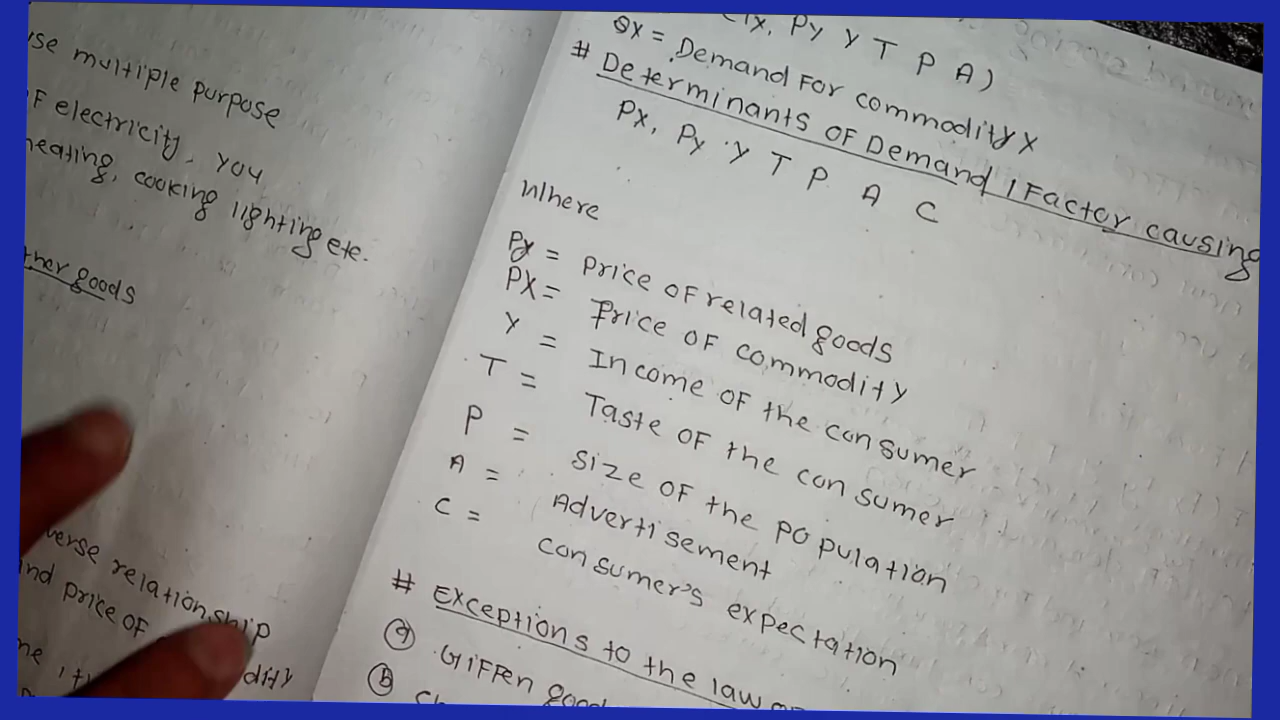 use multiple purpose
F electricity, you
heating, cooking lighting etc.
ther goods
verse relationship
and price of
dity
Px, Py Y T P A)
Qx = Demand For commodity x
# Determinants OF Demand / Factor causing
Px, Py Y T P A C
Where
Py = price of related goods
Px = Price OF commodity
Y = Income OF the consumer
T = Taste OF the consumer
P = Size OF the population
A = Advertisement
C = consumer's expectation
# Exceptions to the law
(a) Giffen good
(b)